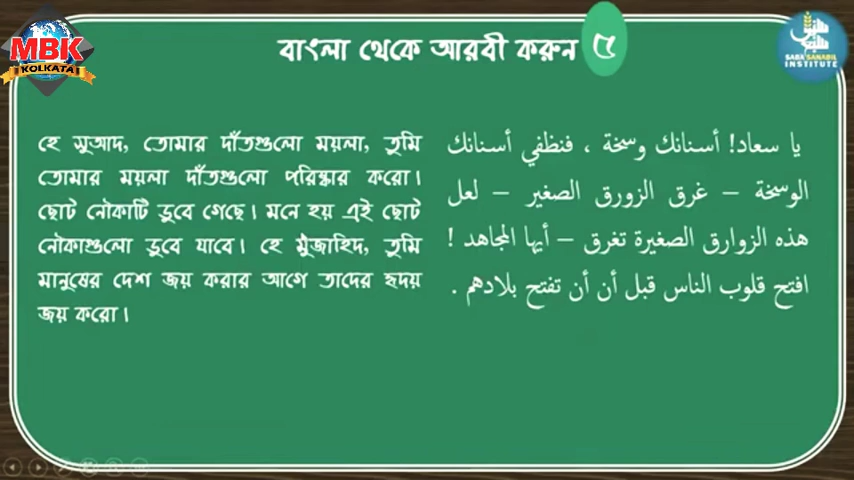 MBK
KOLKATA
বাংলা থেকে আরবী করুন ৫
SABA SANABIL
INSTITUTE
হে সুআদ, তোমার দাঁতগুলো ময়লা, তুমি
তোমার ময়লা দাঁতগুলো পরিষ্কার করো।
ছোট নৌকাটি ডুবে গেছে। মনে হয় এই ছোট
নৌকাগুলো ডুবে যাবে। হে মুজাহিদ, তুমি
মানুষের দেশ জয় করার আগে তাদের হৃদয়
জয় করো।
يا سعاد! أسنانك وسخة ، فنظفي أسنانك
الوسخة – غرق الزورق الصغير – لعل
هذه الزوارق الصغيرة تغرق – أيها المجاهد !
افتح قلوب الناس قبل أن أن تفتح بلادهم .